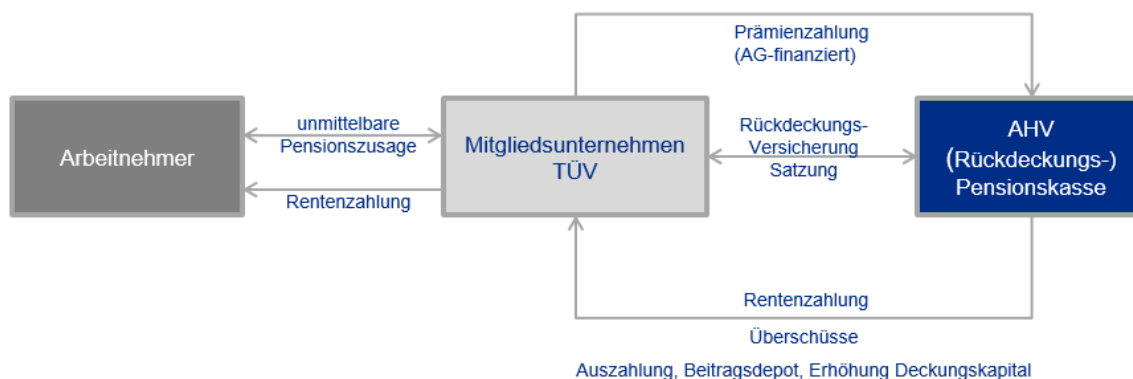 Prämienzahlung
(AG-finanziert)
unmittelbare
Pensionszusage
Arbeitnehmer
Rentenzahlung
Mitgliedsunternehmen
TÜV
Rückdeckungs-
Versicherung
Satzung
AHV
(Rückdeckungs-)
Pensionskasse
Rentenzahlung
Überschüsse
Auszahlung, Beitragsdepot, Erhöhung Deckungskapital